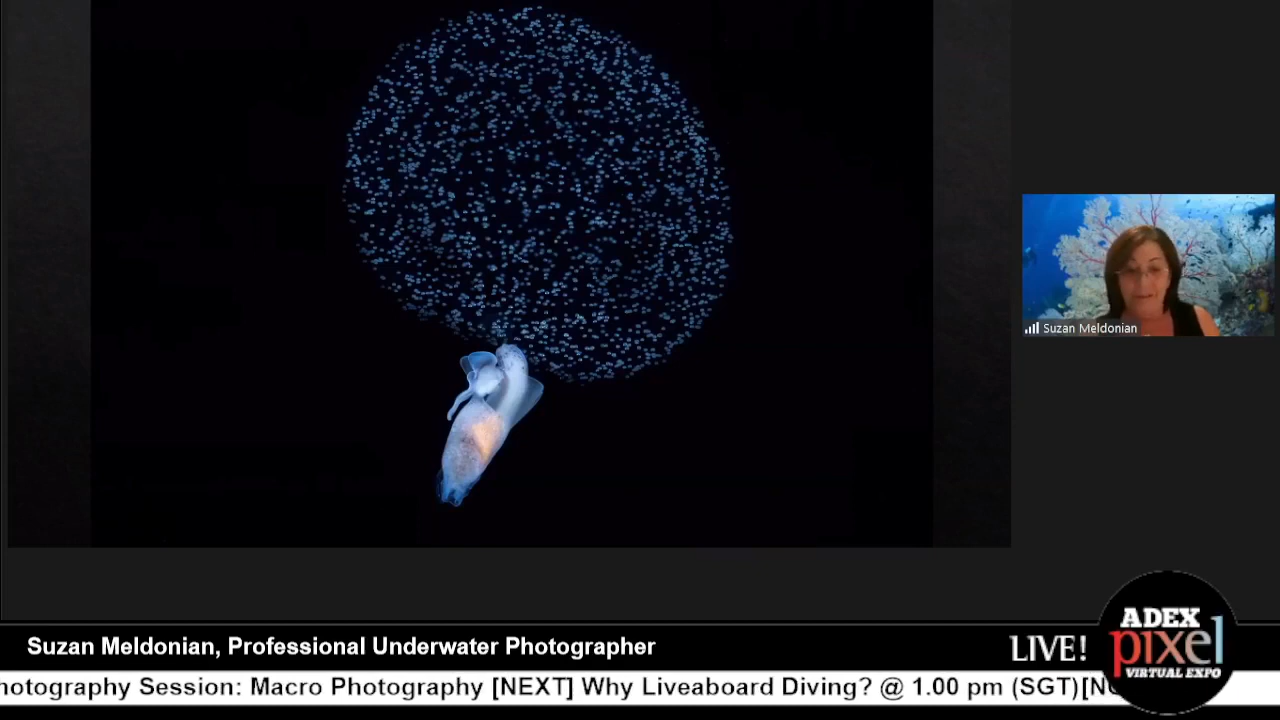 Suzan Meldonian
Suzan Meldonian, Professional Underwater Photographer
LIVE!
ADEX
pixel
VIRTUAL EXPO
hotography Session: Macro Photography [NEXT] Why Liveaboard Diving? @ 1.00 pm (SGT)[N